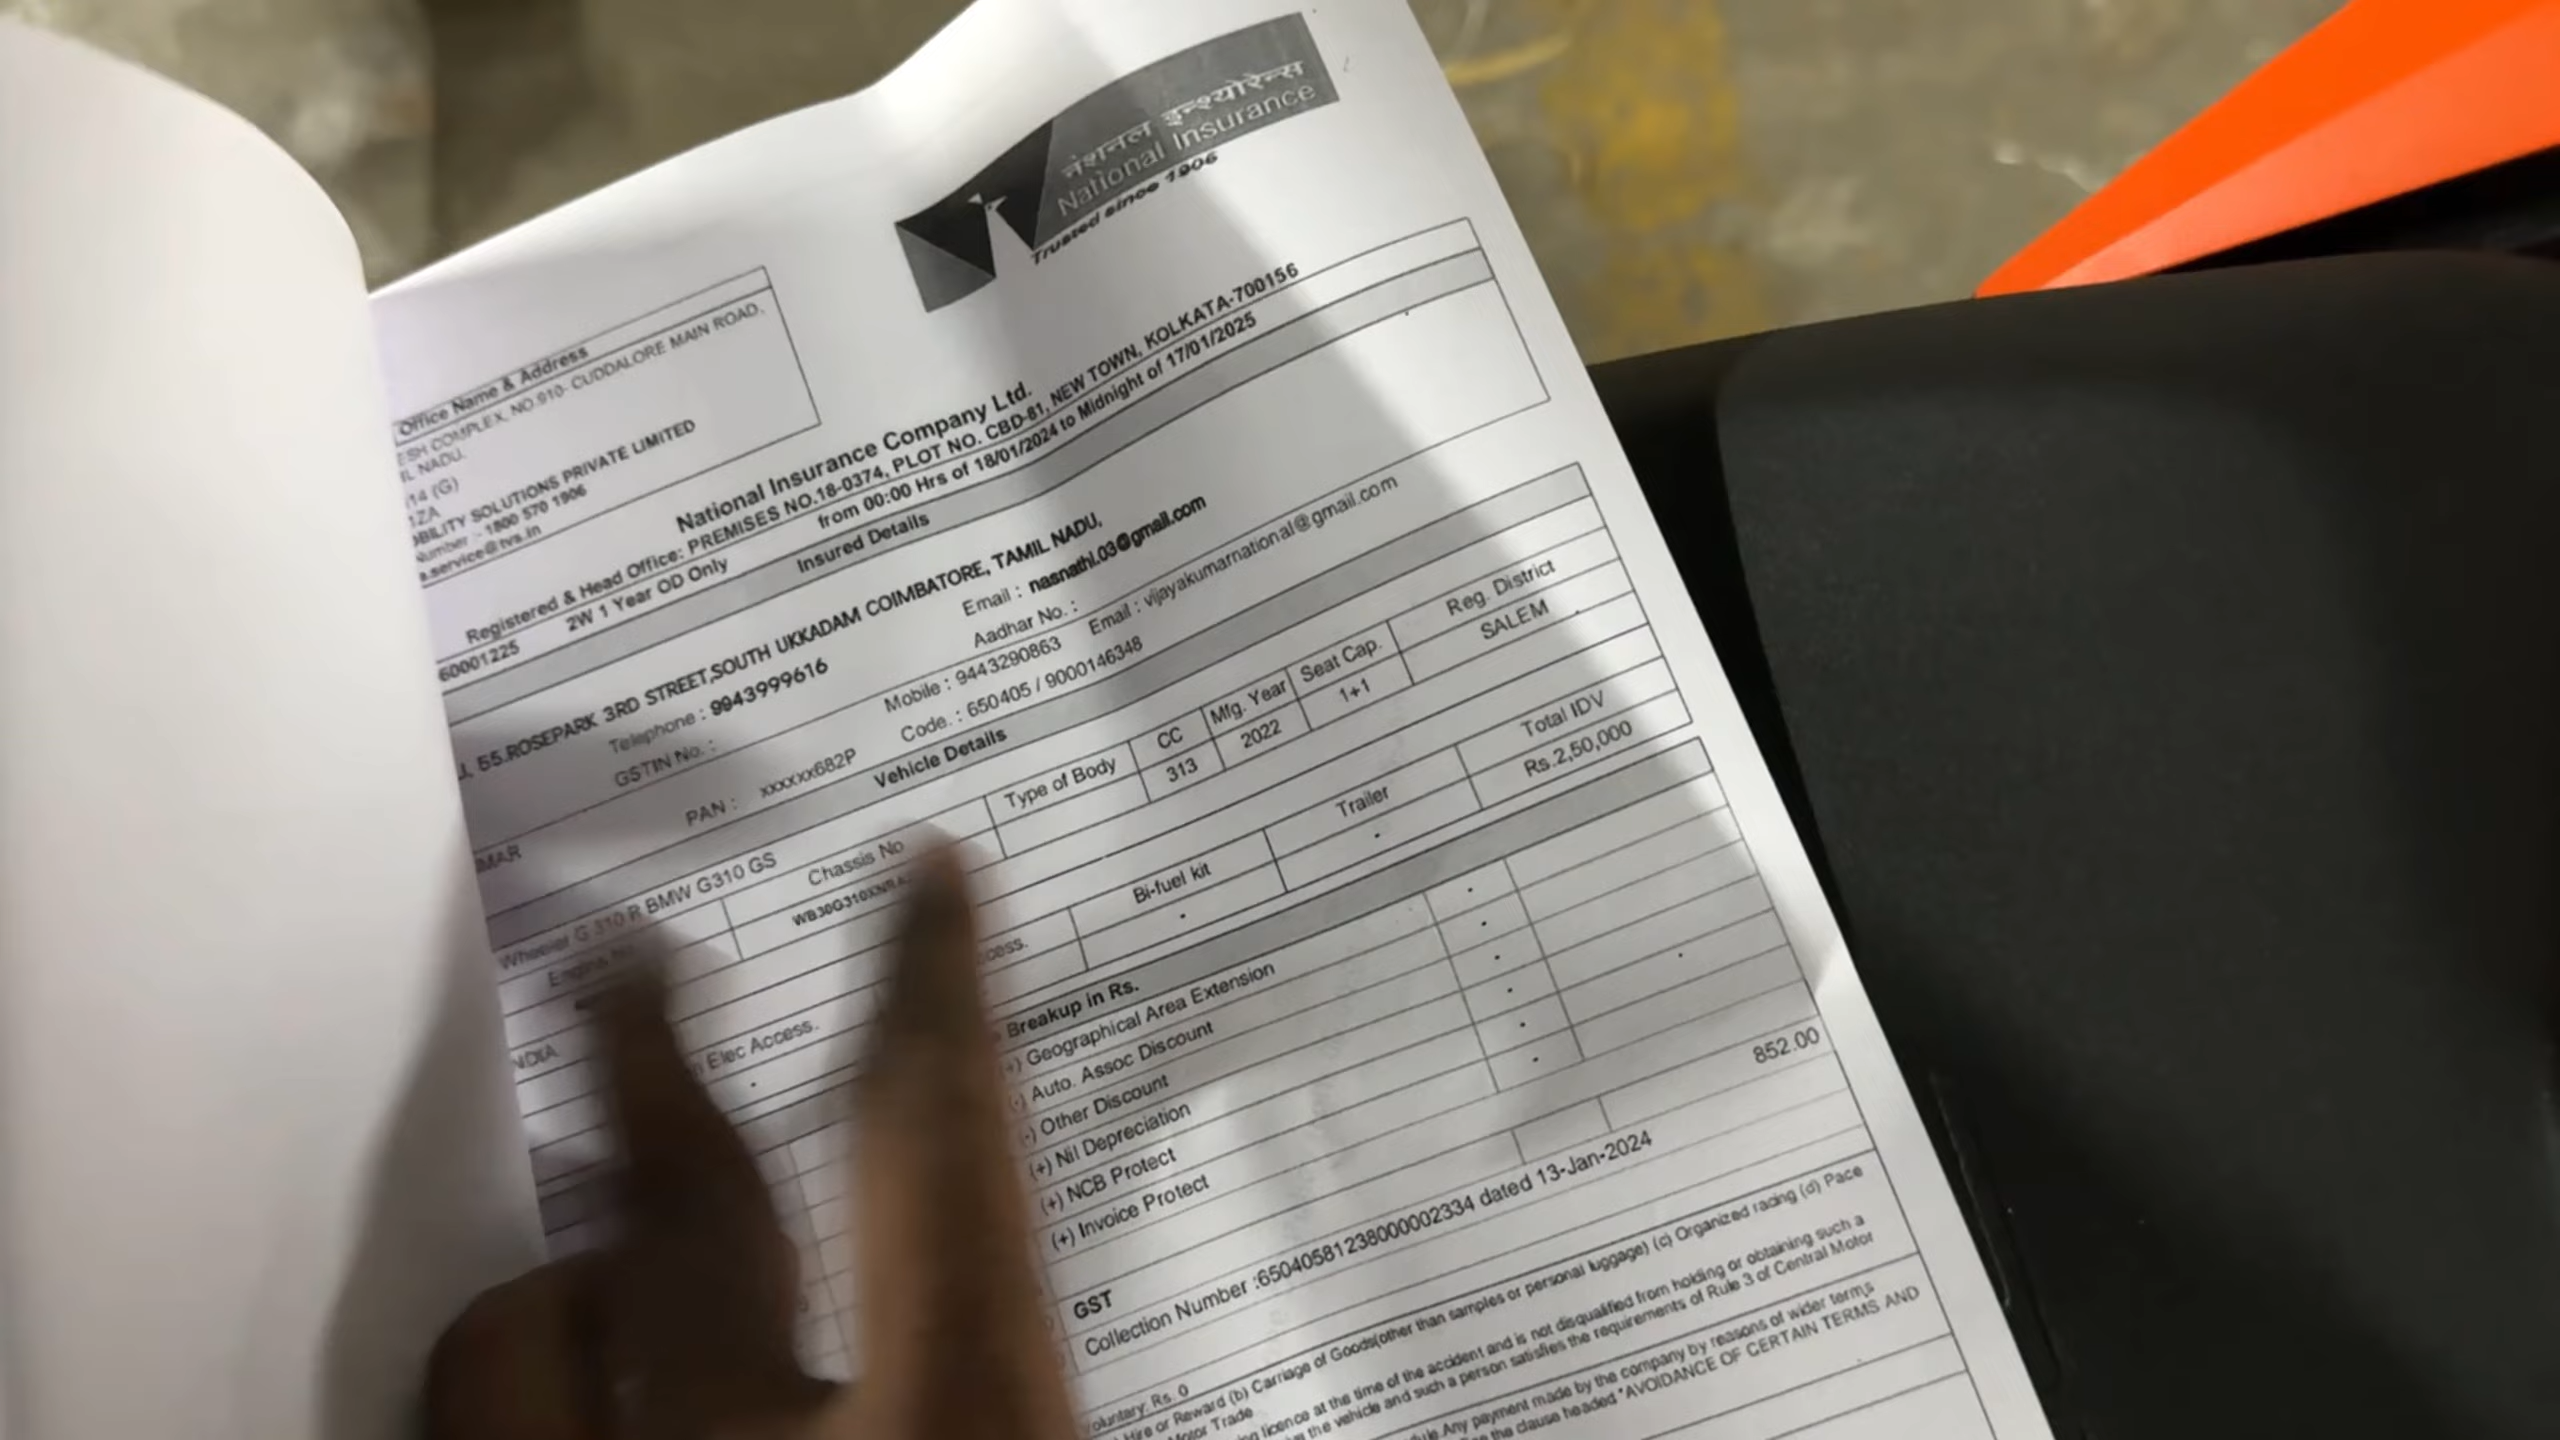 नेशनल इन्श्योरेन्स
National Insurance
Trusted since 1906
Office Name & Address
ESH COMPLEX, NO.910- CUDDALORE MAIN ROAD,
IL NADU,
14 (G)
1ZA
OBILITY SOLUTIONS PRIVATE LIMITED
Number :- 1800 570 1906
a.service@tvs.in
National Insurance Company Ltd.
Registered & Head Office: PREMISES NO.18-0374, PLOT NO. CBD-81, NEW TOWN, KOLKATA-700156
60001225 2W 1 Year OD Only from 00:00 Hrs of 18/01/2024 to Midnight of 17/01/2025
Insured Details
55.ROSEPARK 3RD STREET,SOUTH UKKADAM COIMBATORE, TAMIL NADU,
Telephone : 9943999616 Email : nasnathi.03@gmail.com
GSTIN No. : Aadhar No. :
MAR Mobile : 9443290863 Email : vijayakumarnational@gmail.com
PAN : xxxxxx682P Code. : 650405 / 9000146348
Vehicle Details
Wheeler G 310 R BMW G310 GS Type of Body CC Mfg. Year Seat Cap. Reg. District
313 2022 1+1 SALEM
Engine No. Chassis No
WB30G310XNRA
NDIA
n Elec Access. ccess. Bi-fuel kit Trailer Total IDV
- - - Rs.2,50,000
Breakup in Rs.
(+) Geographical Area Extension -
(-) Auto. Assoc Discount -
(-) Other Discount -
(+) Nil Depreciation -
(+) NCB Protect -
(+) Invoice Protect -
GST 852.00
Collection Number :65040581238000002334 dated 13-Jan-2024
oluntary: Rs. 0
Hire or Reward (b) Carriage of Goods(other than samples or personal luggage) (c) Organized racing (d) Pace
Motor Trade
ing licence at the time of the accident and is not disqualified from holding or obtaining such a
the vehicle and such a person satisfies the requirements of Rule 3 of Central Motor
dule.Any payment made by the company by reasons of wider terms
the clause headed "AVOIDANCE OF CERTAIN TERMS AND